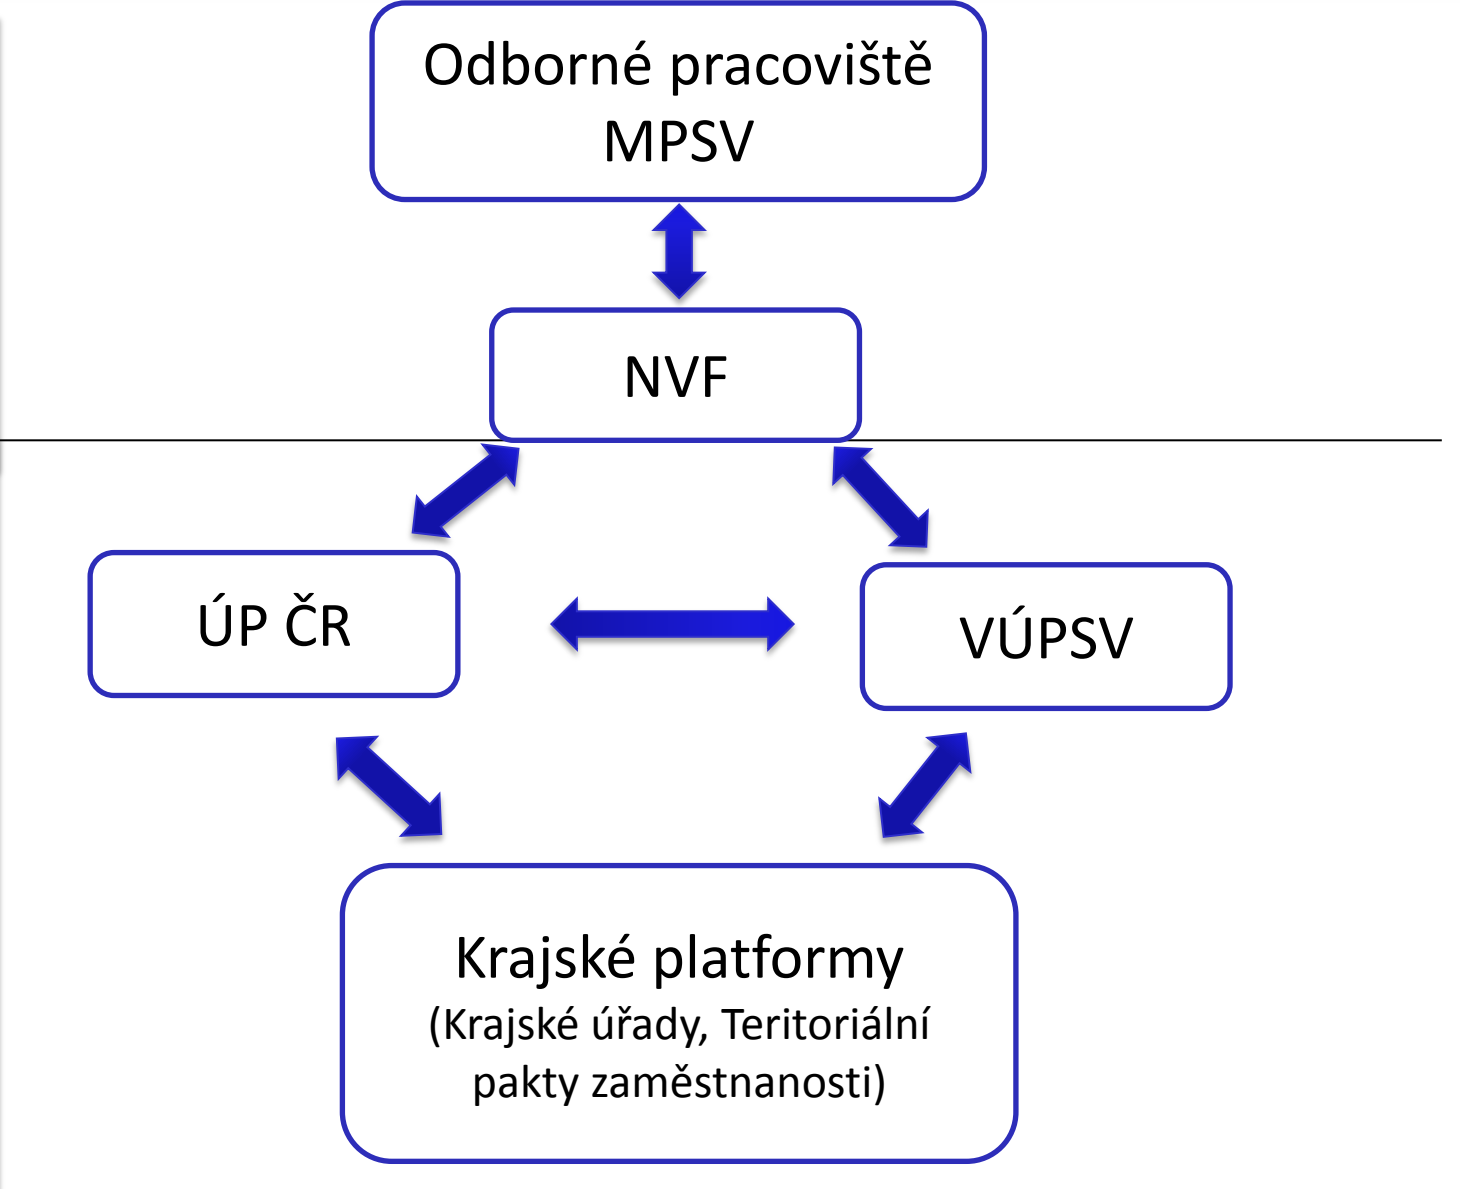 Odborné pracoviště
MPSV
NVF
ÚP ČR
VÚPSV
Krajské platformy
(Krajské úřady, Teritoriální
pakty zaměstnanosti)